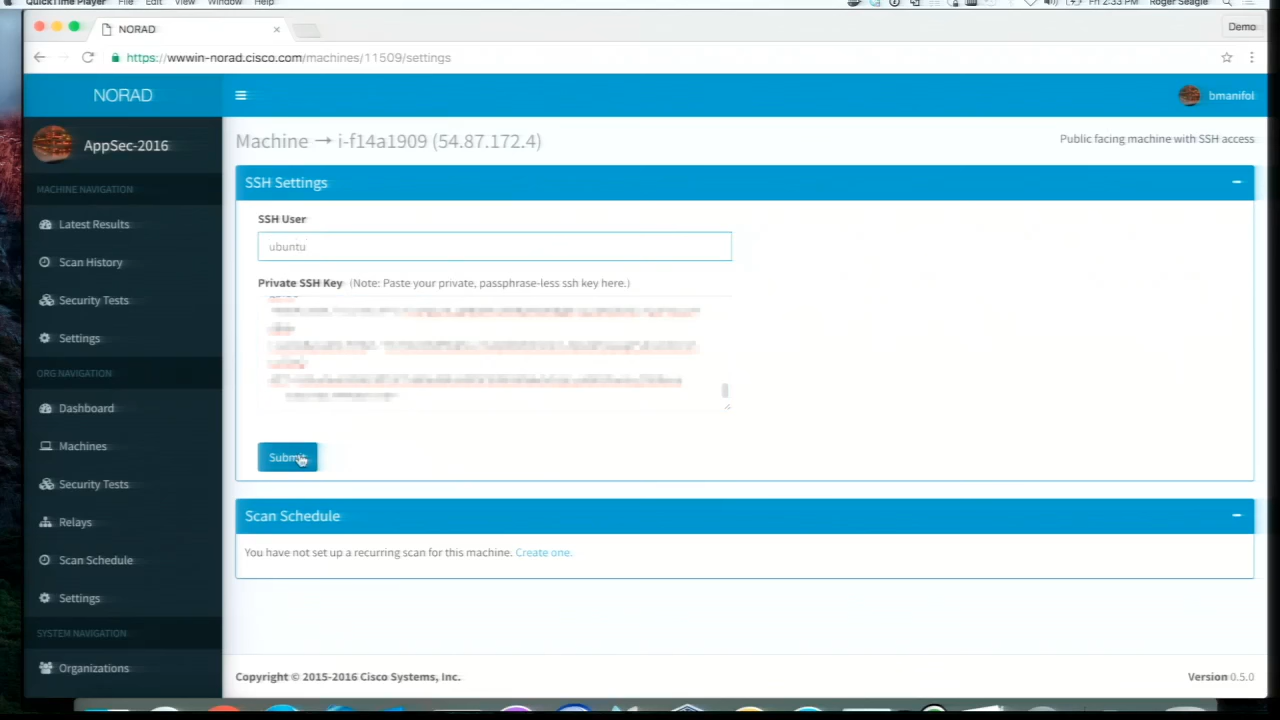 QuickTime Player File Edit View Window Help
Fri 2:33 PM Roger Seagle
NORAD
Demo
https://wwwin-norad.cisco.com/machines/11509/settings
NORAD
bmanifol
AppSec-2016
Machine → i-f14a1909 (54.87.172.4)
Public facing machine with SSH access
MACHINE NAVIGATION
Latest Results
Scan History
Security Tests
Settings
ORG NAVIGATION
Dashboard
Machines
Security Tests
Relays
Scan Schedule
Settings
SYSTEM NAVIGATION
Organizations
SSH Settings
SSH User
ubuntu
Private SSH Key (Note: Paste your private, passphrase-less ssh key here.)
Submit
Scan Schedule
You have not set up a recurring scan for this machine. Create one.
Copyright © 2015-2016 Cisco Systems, Inc.
Version 0.5.0